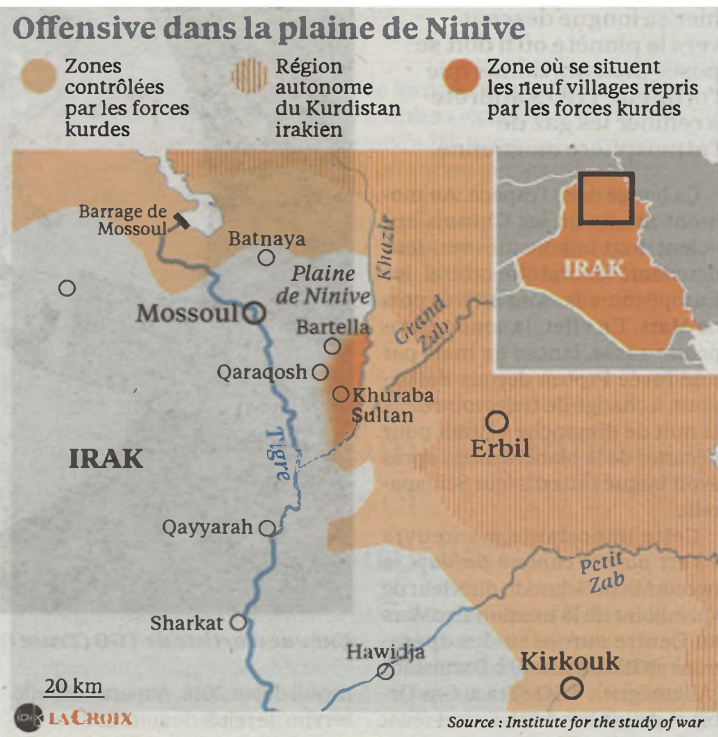 Offensive dans la plaine de Ninive
Zones
contrôlées
par les forces
kurdes
Région
autonome
du Kurdistan
irakien
Zone où se situent
les neuf villages repris
par les forces kurdes
Barrage de
Mossoul
Batnaya
Khazir
Plaine
de Ninive
IRAK
Mossoul
Bartella
Grand
Zab
Qaraqosh
Khuraba
Sultan
Erbil
IRAK
Tigre
Qayyarah
Petit
Zab
Sharkat
Hawidja
Kirkouk
20 km
LA CROIX
Source : Institute for the study of war